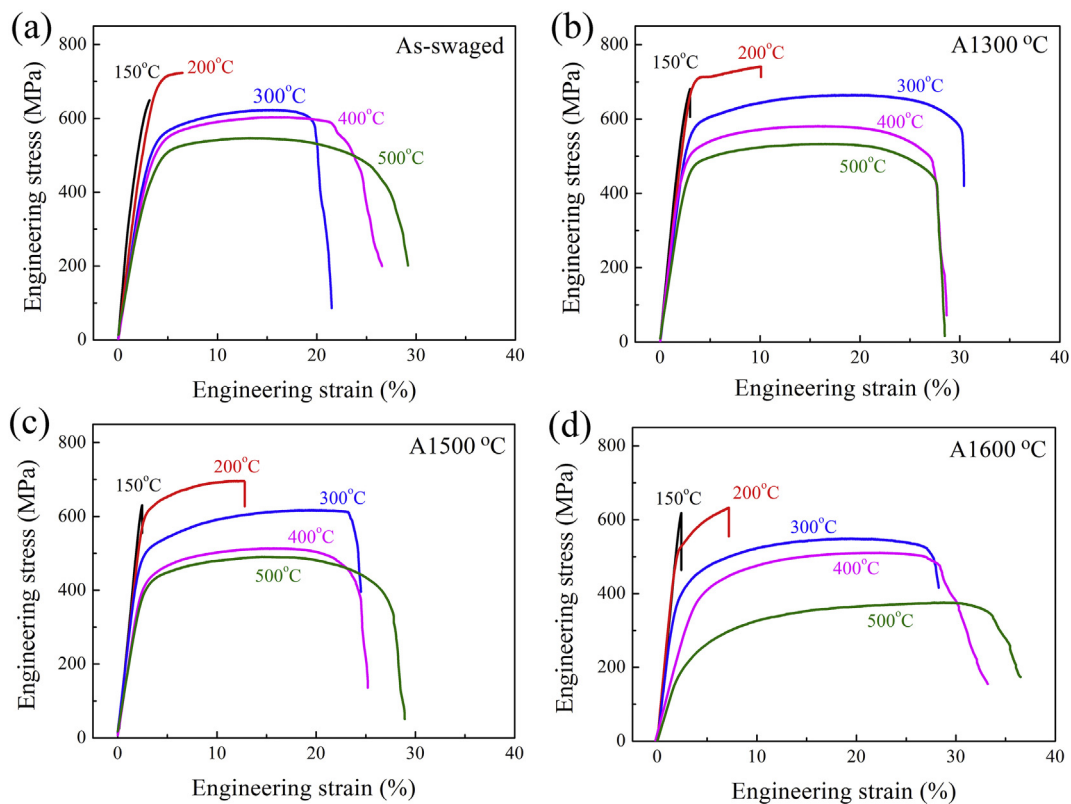 (a)
As-swaged
800
600
400
200
0
0 10 20 30 40
Engineering stress (MPa)
Engineering strain (%)
150°C
200°C
300°C
400°C
500°C
(b)
A1300 °C
800
600
400
200
0
0 10 20 30 40
Engineering stress (MPa)
Engineering strain (%)
150°C
200°C
300°C
400°C
500°C
(c)
A1500 °C
800
600
400
200
0
0 10 20 30 40
Engineering stress (MPa)
Engineering strain (%)
150°C
200°C
300°C
400°C
500°C
(d)
A1600 °C
800
600
400
200
0
0 10 20 30 40
Engineering stress (MPa)
Engineering strain (%)
150°C
200°C
300°C
400°C
500°C